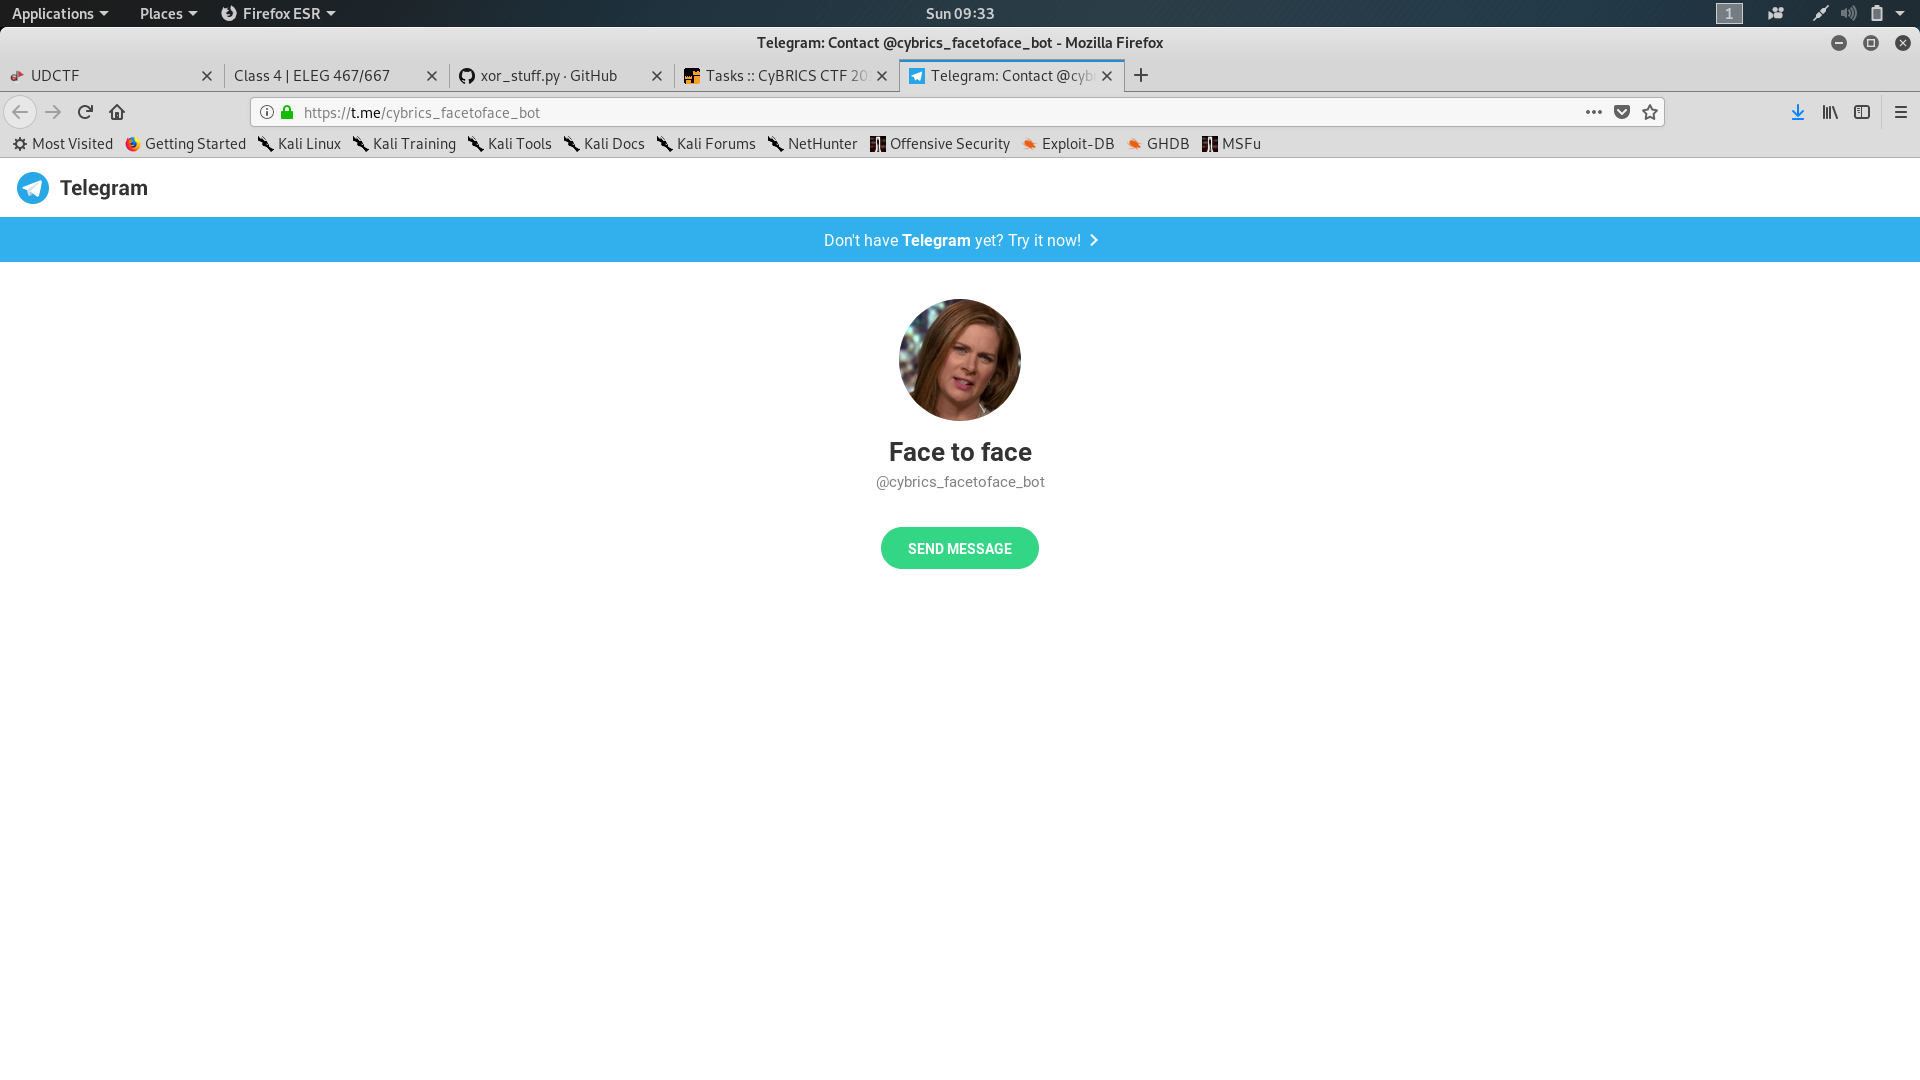 Applications Places Firefox ESR Sun 09:33 1
Telegram: Contact @cybrics_facetoface_bot - Mozilla Firefox
UDCTF Class 4 | ELEG 467/667 xor_stuff.py · GitHub Tasks :: CyBRICS CTF 20 Telegram: Contact @cyb
https://t.me/cybrics_facetoface_bot
Most Visited Getting Started Kali Linux Kali Training Kali Tools Kali Docs Kali Forums NetHunter Offensive Security Exploit-DB GHDB MSFu
Telegram
Don't have Telegram yet? Try it now!
Face to face
@cybrics_facetoface_bot
SEND MESSAGE